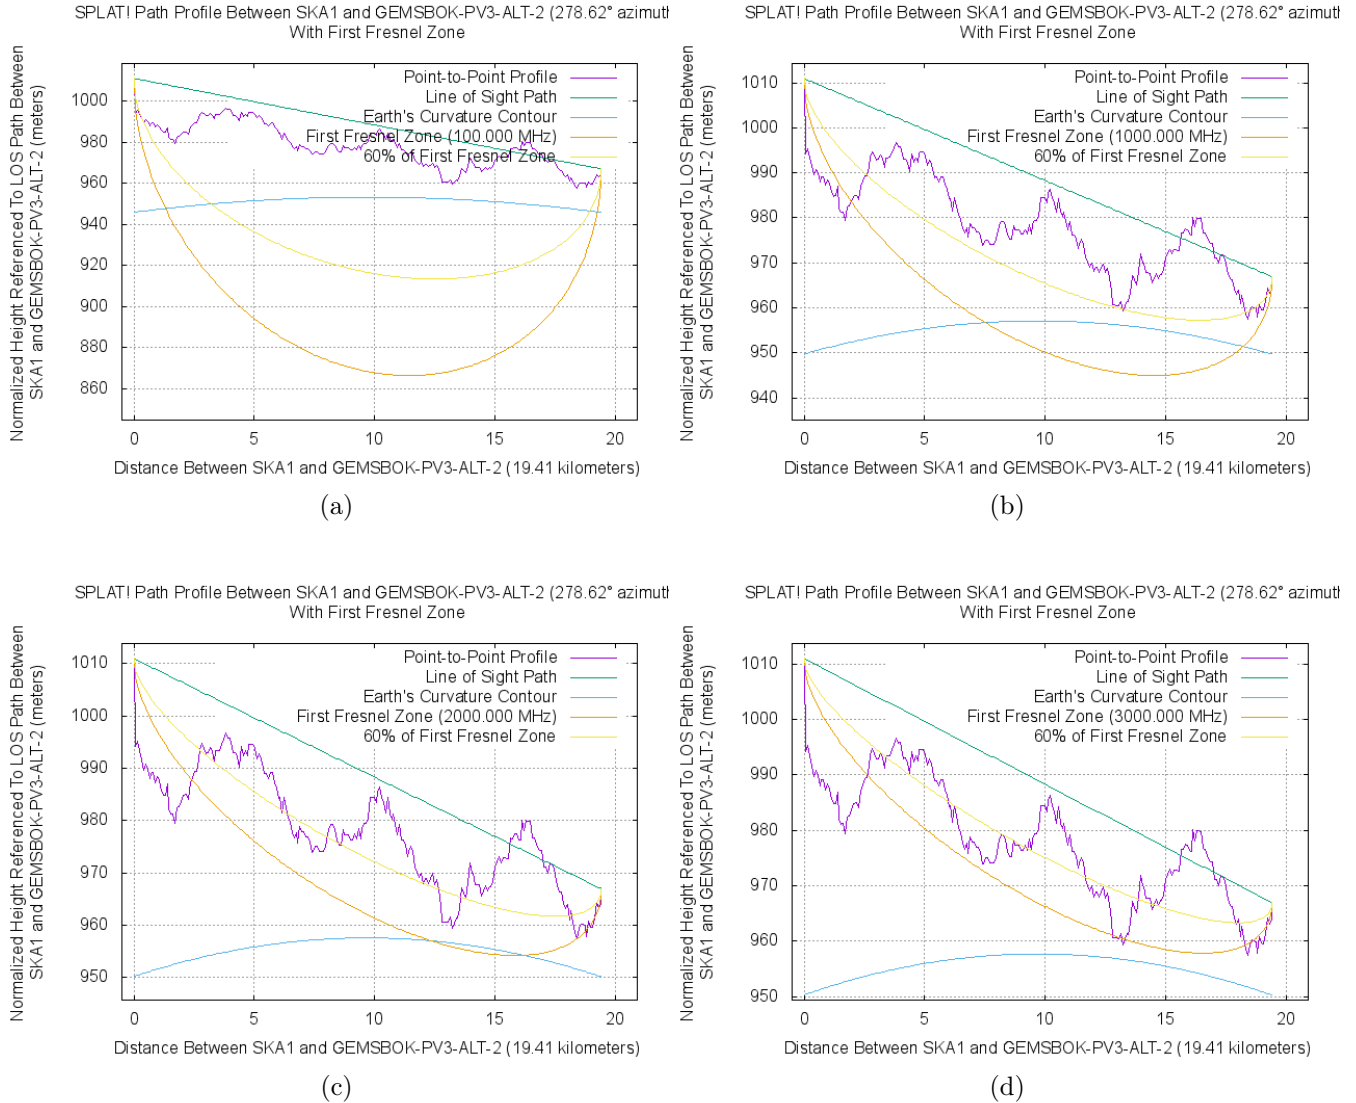 SPLAT! Path Profile Between SKA1 and GEMSBOK-PV3-ALT-2 (278.62° azimuth
With First Fresnel Zone
Normalized Height Referenced To LOS Path Between
SKA1 and GEMSBOK-PV3-ALT-2 (meters)
Point-to-Point Profile
Line of Sight Path
Earth's Curvature Contour
First Fresnel Zone (100.000 MHz)
60% of First Fresnel Zone
1000
980
960
940
920
900
880
860
0 5 10 15 20
Distance Between SKA1 and GEMSBOK-PV3-ALT-2 (19.41 kilometers)
(a)
SPLAT! Path Profile Between SKA1 and GEMSBOK-PV3-ALT-2 (278.62° azimuth
With First Fresnel Zone
Normalized Height Referenced To LOS Path Between
SKA1 and GEMSBOK-PV3-ALT-2 (meters)
Point-to-Point Profile
Line of Sight Path
Earth's Curvature Contour
First Fresnel Zone (1000.000 MHz)
60% of First Fresnel Zone
1010
1000
990
980
970
960
950
940
0 5 10 15 20
Distance Between SKA1 and GEMSBOK-PV3-ALT-2 (19.41 kilometers)
(b)
SPLAT! Path Profile Between SKA1 and GEMSBOK-PV3-ALT-2 (278.62° azimuth
With First Fresnel Zone
Normalized Height Referenced To LOS Path Between
SKA1 and GEMSBOK-PV3-ALT-2 (meters)
Point-to-Point Profile
Line of Sight Path
Earth's Curvature Contour
First Fresnel Zone (2000.000 MHz)
60% of First Fresnel Zone
1010
1000
990
980
970
960
950
0 5 10 15 20
Distance Between SKA1 and GEMSBOK-PV3-ALT-2 (19.41 kilometers)
(c)
SPLAT! Path Profile Between SKA1 and GEMSBOK-PV3-ALT-2 (278.62° azimuth
With First Fresnel Zone
Normalized Height Referenced To LOS Path Between
SKA1 and GEMSBOK-PV3-ALT-2 (meters)
Point-to-Point Profile
Line of Sight Path
Earth's Curvature Contour
First Fresnel Zone (3000.000 MHz)
60% of First Fresnel Zone
1010
1000
990
980
970
960
950
0 5 10 15 20
Distance Between SKA1 and GEMSBOK-PV3-ALT-2 (19.41 kilometers)
(d)